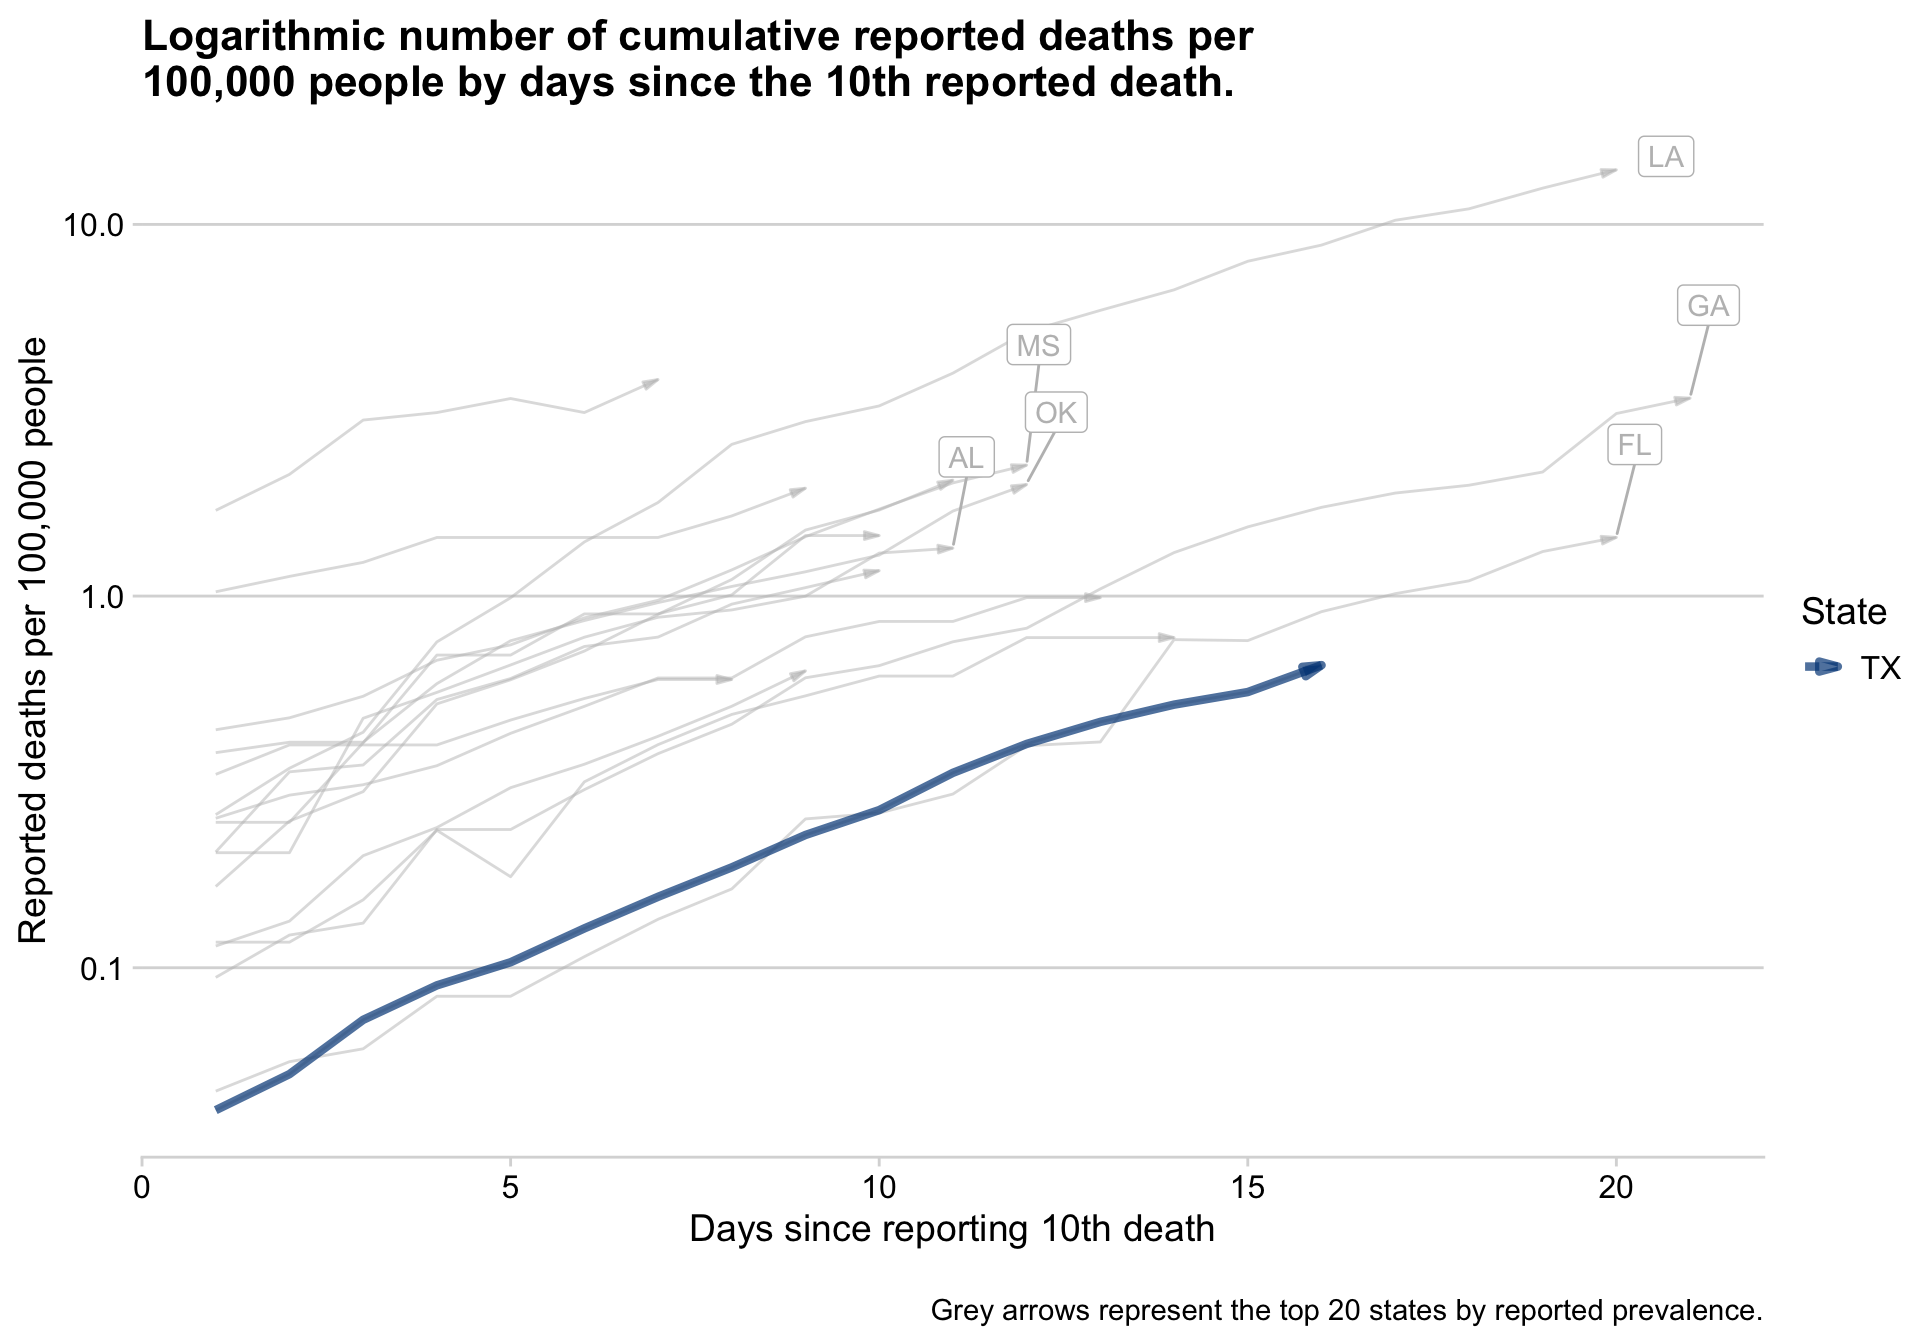 Logarithmic number of cumulative reported deaths per
100,000 people by days since the 10th reported death.
LA
10.0
GA
MS
OK
FL
AL
Reported deaths per 100,000 people
1.0
State
TX
0.1
0
5
10
15
20
Days since reporting 10th death
Grey arrows represent the top 20 states by reported prevalence.